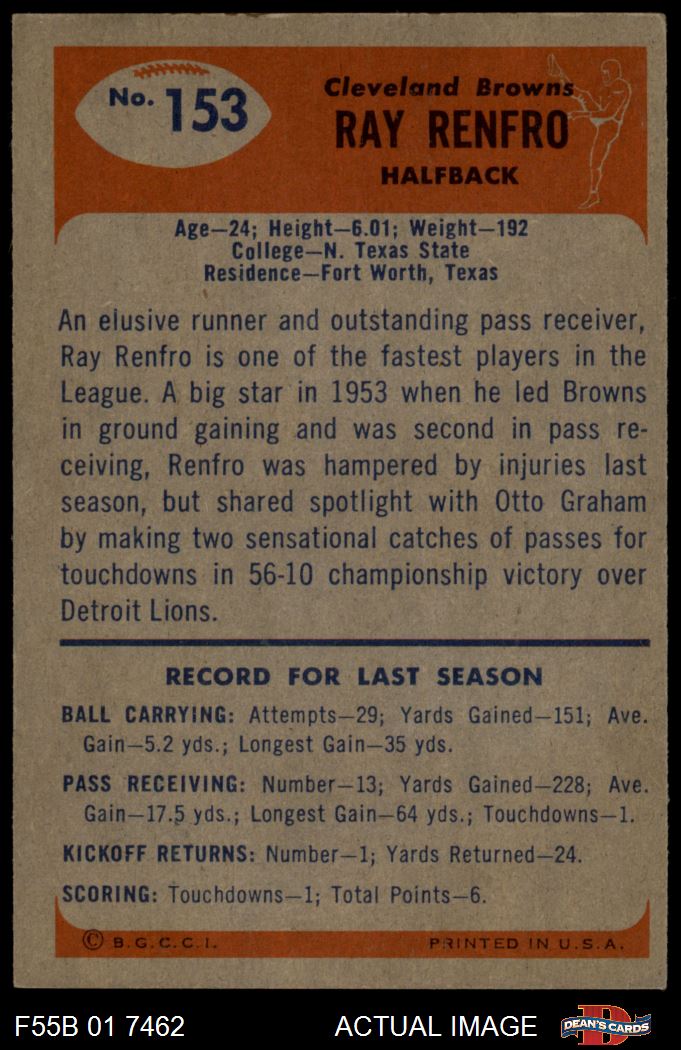 No. 153
Cleveland Browns
RAY RENFRO
HALFBACK
Age—24; Height—6.01; Weight—192
College—N. Texas State
Residence—Fort Worth, Texas
An elusive runner and outstanding pass receiver,
Ray Renfro is one of the fastest players in the
League. A big star in 1953 when he led Browns
in ground gaining and was second in pass re-
ceiving, Renfro was hampered by injuries last
season, but shared spotlight with Otto Graham
by making two sensational catches of passes for
touchdowns in 56-10 championship victory over
Detroit Lions.
RECORD FOR LAST SEASON
BALL CARRYING: Attempts—29; Yards Gained—151; Ave.
Gain—5.2 yds.; Longest Gain—35 yds.
PASS RECEIVING: Number—13; Yards Gained—228; Ave.
Gain—17.5 yds.; Longest Gain—64 yds.; Touchdowns—1.
KICKOFF RETURNS: Number—1; Yards Returned—24.
SCORING: Touchdowns—1; Total Points—6.
© B.G.C.C.I. PRINTED IN U.S.A.
F55B 01 7462 ACTUAL IMAGE DEAN'S CARDS